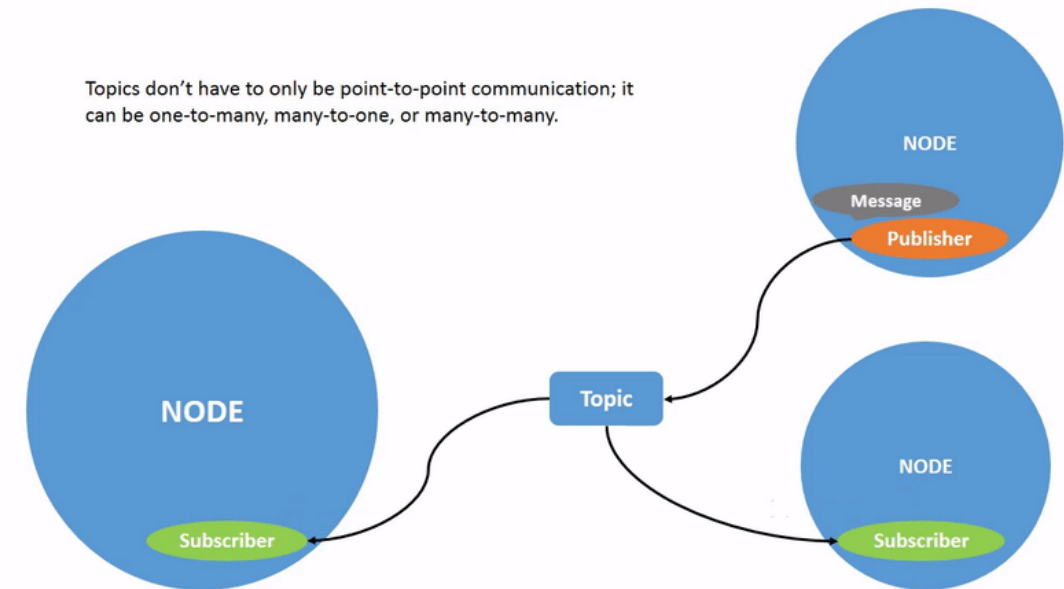 Topics don’t have to only be point-to-point communication; it
can be one-to-many, many-to-one, or many-to-many.
NODE
Message
Publisher
NODE
Topic
NODE
Subscriber
Subscriber